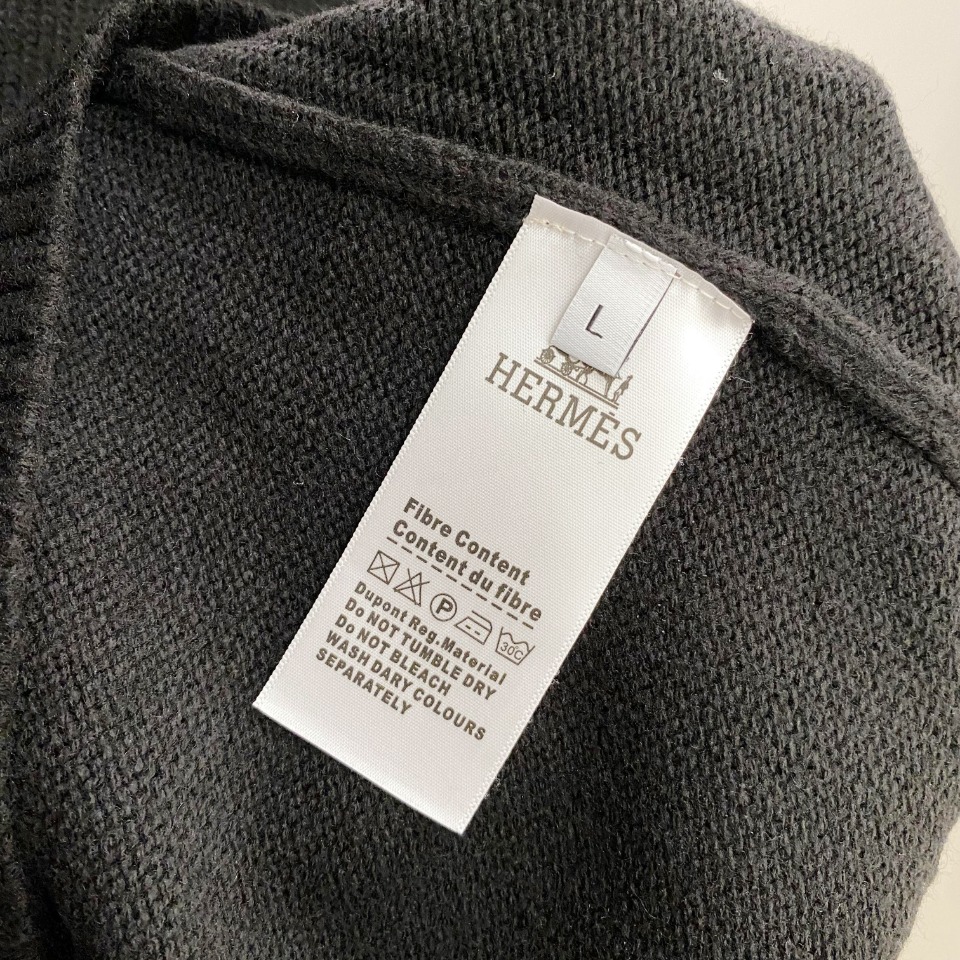 L
HERMÈS
Fibre Content
Content du fibre
P
30C
Dupont Reg.Material
Do NOT TUMBLE DRY
Do NOT BLEACH
WASH DARY COLOURS
SEPARATELY